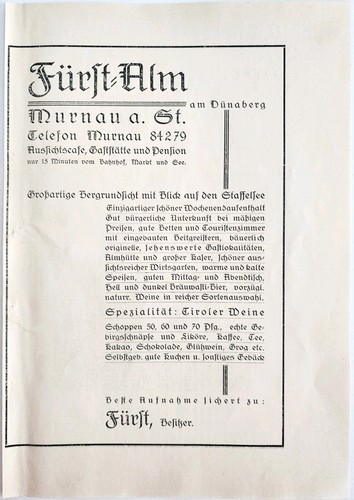 Fürst-Alm
am Dünaberg
Murnau a. St.
Telefon Murnau 84279
Aussichtscafe, Gaststätte und Pension
nur 15 Minuten vom Bahnhof, Markt und See.
Großartige Bergrundsicht mit Blick auf den Staffelsee
Einzigartiger schöner Wochenendaufenthalt
Gut bürgerliche Unterkunft bei mäßigen
Preisen, gute Betten und Touristenzimmer
mit eingebauten Beitgreistern, bäuerlich
originelle, sehenswerte Gastlokalitäten,
Almhütte und großer Kaser, schöner aus-
sichtsreicher Wirtsgarten, warme und kalte
Speisen, guten Mittag- und Abendtisch,
Hell und dunkel Bräuwastl-Bier, vorzügl.
naturr. Weine in reicher Sortenauswahl.
Spezialität: Tiroler Weine
Schoppen 50, 60 und 70 Pfg., echte Ge-
birgsschnäpse und Liköre, Kaffee, Tee,
Kakao, Schokolade, Glühwein, Grog etc.
Selbstgeb. gute Kuchen u. sonstiges Gebäck
Beste Aufnahme sichert zu:
Fürst, Besitzer.